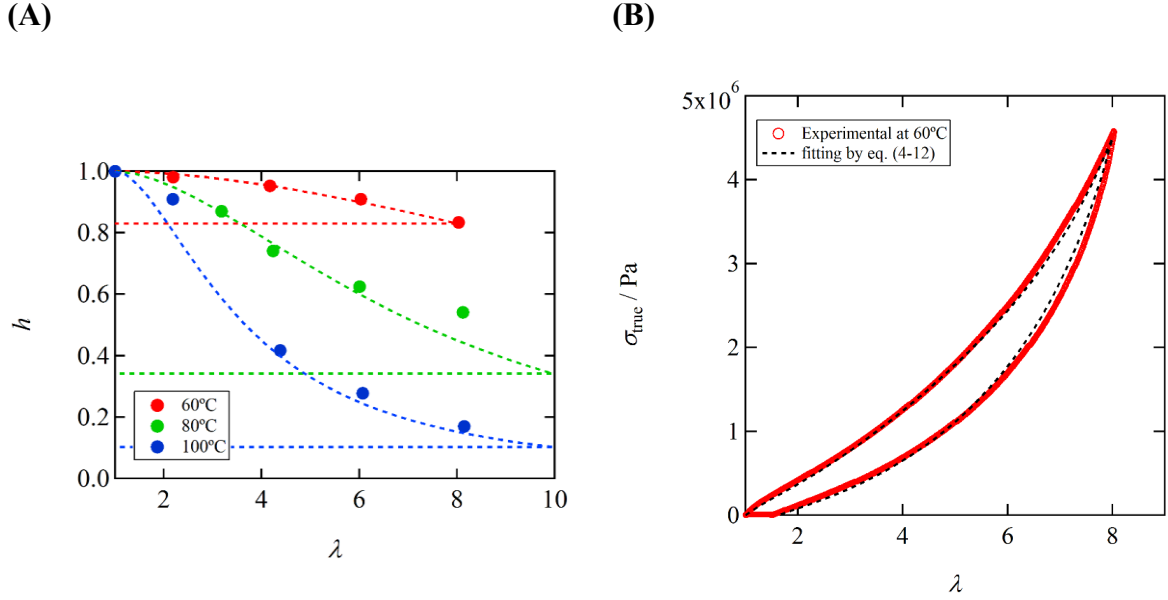 (A)
(B)
1.0
0.8
0.6
0.4
0.2
0.0
h
60ºC
80ºC
100ºC
2
4
6
8
10
λ
5x10⁶
4
3
2
1
0
σtrue / Pa
Experimental at 60ºC
fitting by eq. (4-12)
2
4
6
8
λ